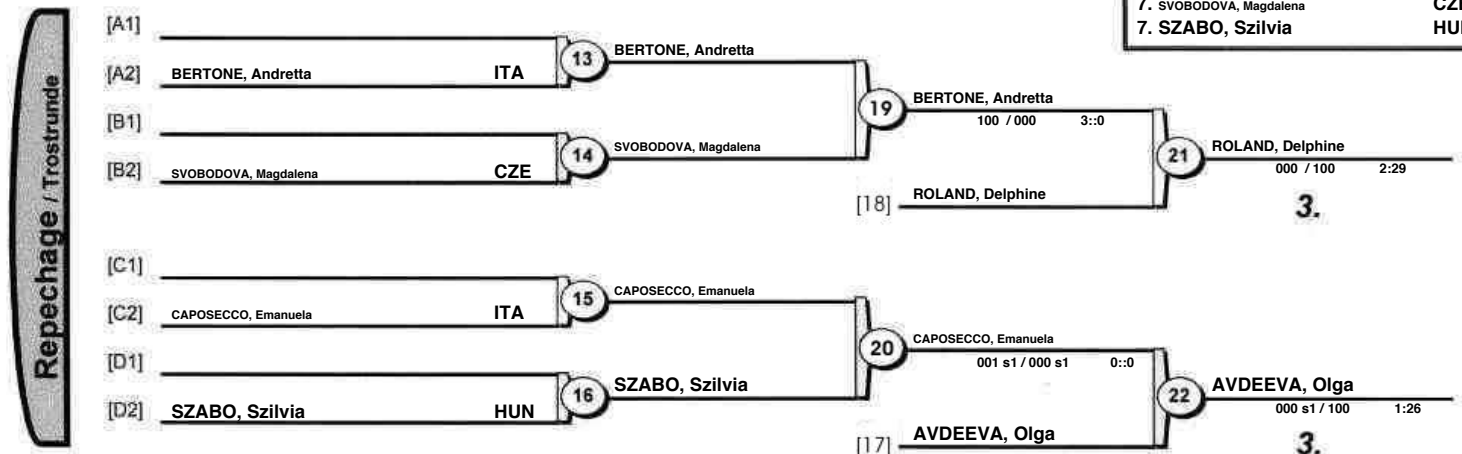 7. SVOBODOVA, Magdalena CZE
7. SZABO, Szilvia HUN
Repechage / Trostrunde
[A1]
[A2] BERTONE, Andretta ITA
13
BERTONE, Andretta
[B1]
[B2] SVOBODOVA, Magdalena CZE
14
SVOBODOVA, Magdalena
19
BERTONE, Andretta
100 / 000 3::0
[18] ROLAND, Delphine
21
ROLAND, Delphine
000 / 100 2:29
3.
[C1]
[C2] CAPOSECCO, Emanuela ITA
15
CAPOSECCO, Emanuela
[D1]
[D2] SZABO, Szilvia HUN
16
SZABO, Szilvia
20
CAPOSECCO, Emanuela
001 s1 / 000 s1 0::0
[17] AVDEEVA, Olga
22
AVDEEVA, Olga
000 s1 / 100 1:26
3.